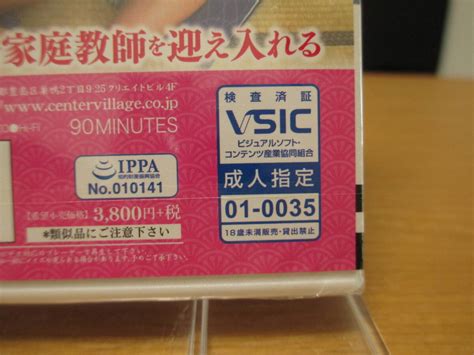 家庭教師を迎え入れる
www.centervillage.co.jp
Hi-Fi
90MINUTES
IPPA
No.010141
3,800円+税
*類似品にご注意下さい
検査済証
VSIC
ビジュアルソフト・
コンテンツ産業協同組合
成人指定
01-0035
18歳未満販売・貸出禁止